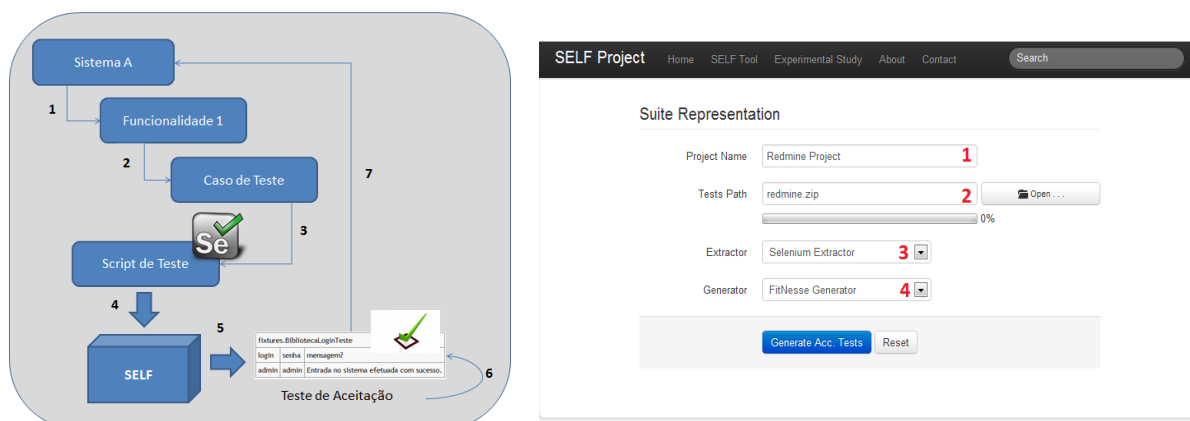 Sistema A
1
Funcionalidade 1
2
Caso de Teste
7
3
Se
Script de Teste
4
5
SELF
fixtures.BibliotecaLoginTeste
login senha mensagem?
admin admin Entrada no sistema efetuada com sucesso.
6
Teste de Aceitação
SELF Project Home SELF Tool Experimental Study About Contact Search
Suite Representation
Project Name Redmine Project 1
Tests Path redmine.zip 2 Open . . .
0%
Extractor Selenium Extractor 3
Generator FitNesse Generator 4
Generate Acc. Tests Reset